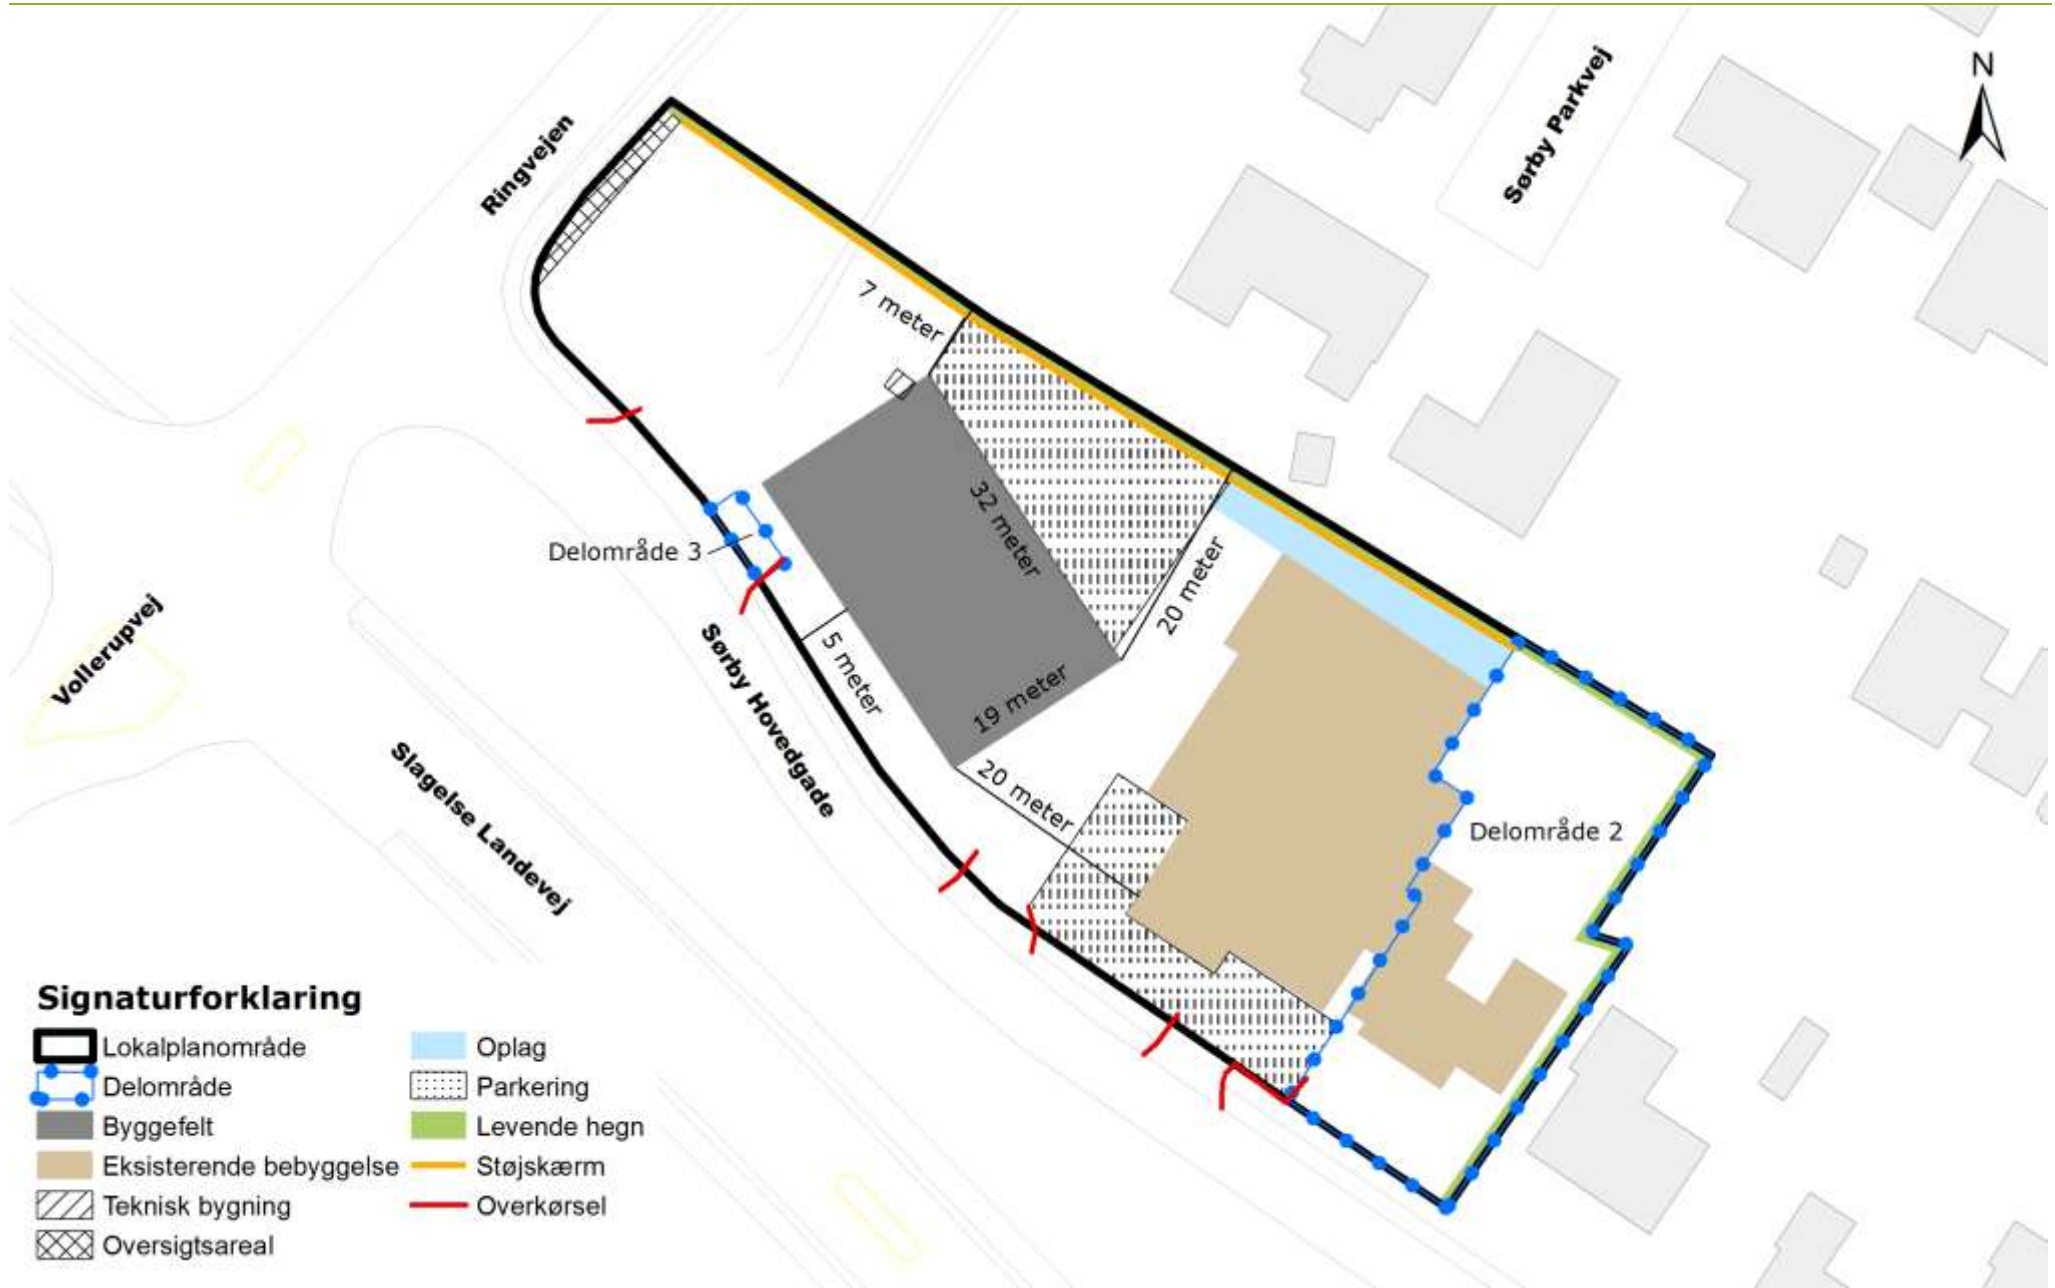 N
Sørby Parkvej
Ringvejen
7 meter
32 meter
Delområde 3
20 meter
Vollerupvej
5 meter
Sørby Hovedgade
19 meter
20 meter
Slagelse Landevej
Delområde 2
Signaturforklaring
Lokalplanområde
Delområde
Byggefelt
Eksisterende bebyggelse
Teknisk bygning
Oversigtsareal
Oplag
Parkering
Levende hegn
Støjskærm
Overkørsel